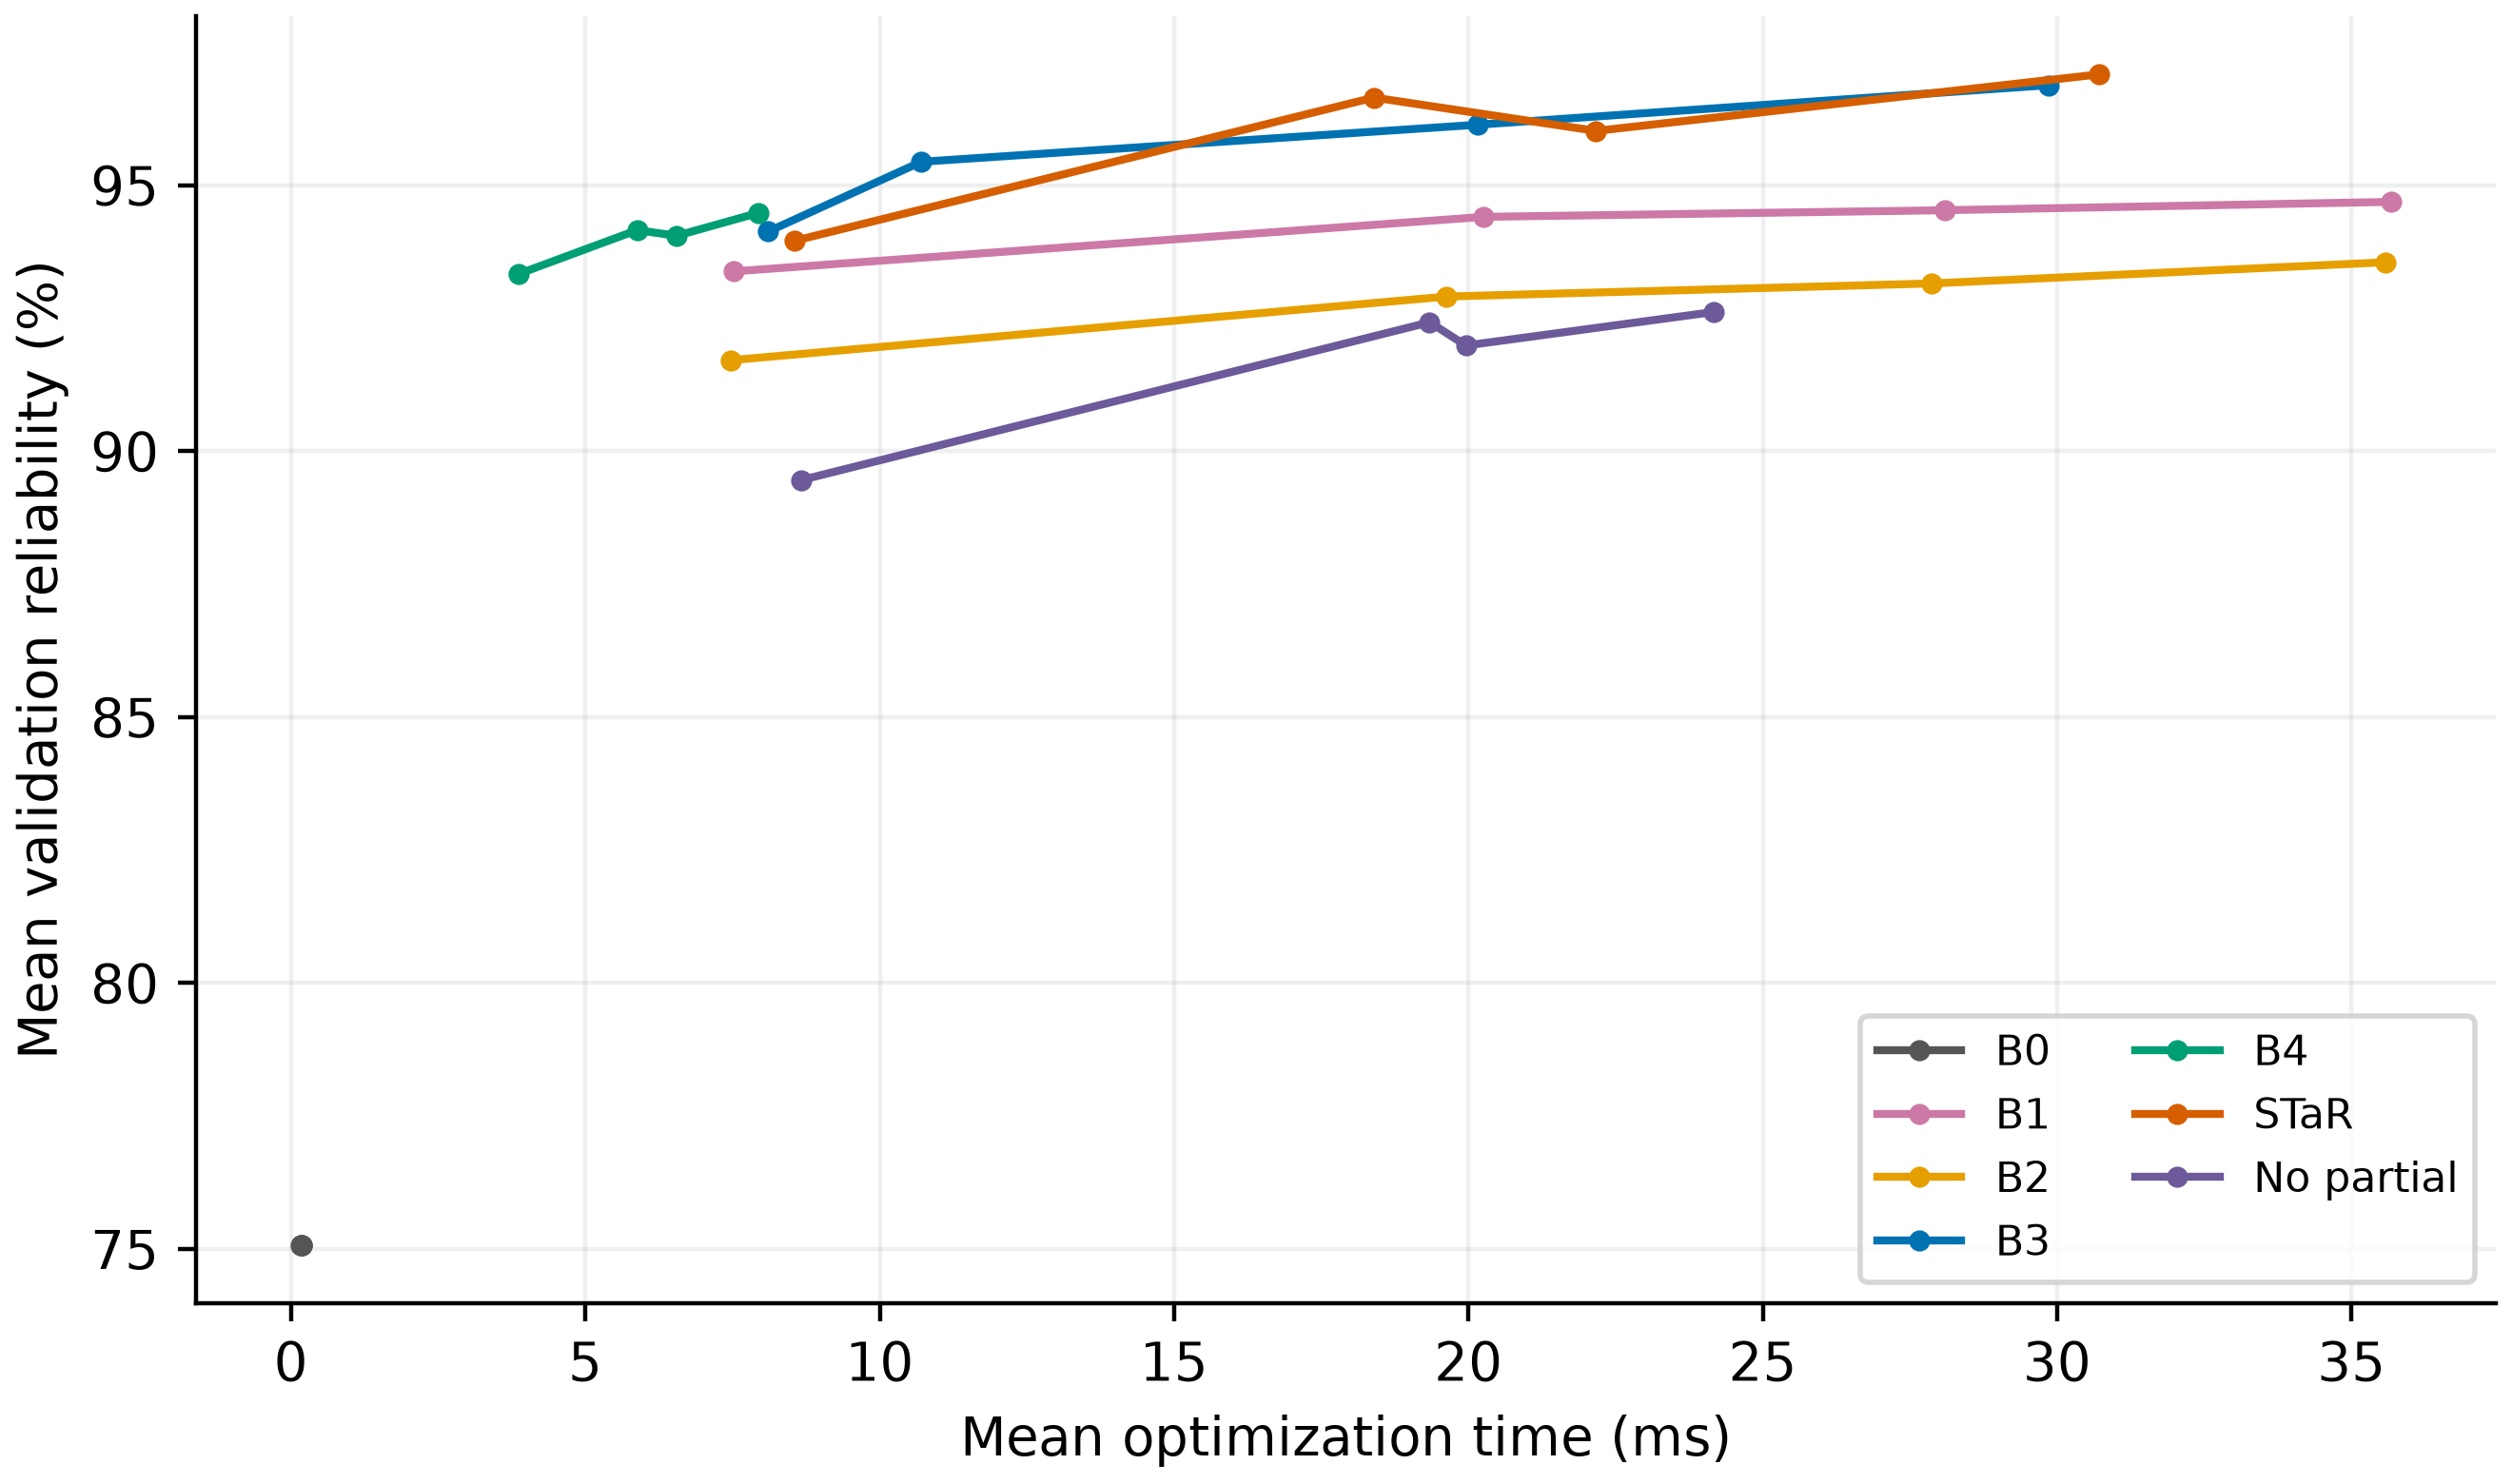 Mean validation reliability (%)
95
90
85
80
75
0 5 10 15 20 25 30 35
Mean optimization time (ms)
B0
B1
B2
B3
B4
STaR
No partial